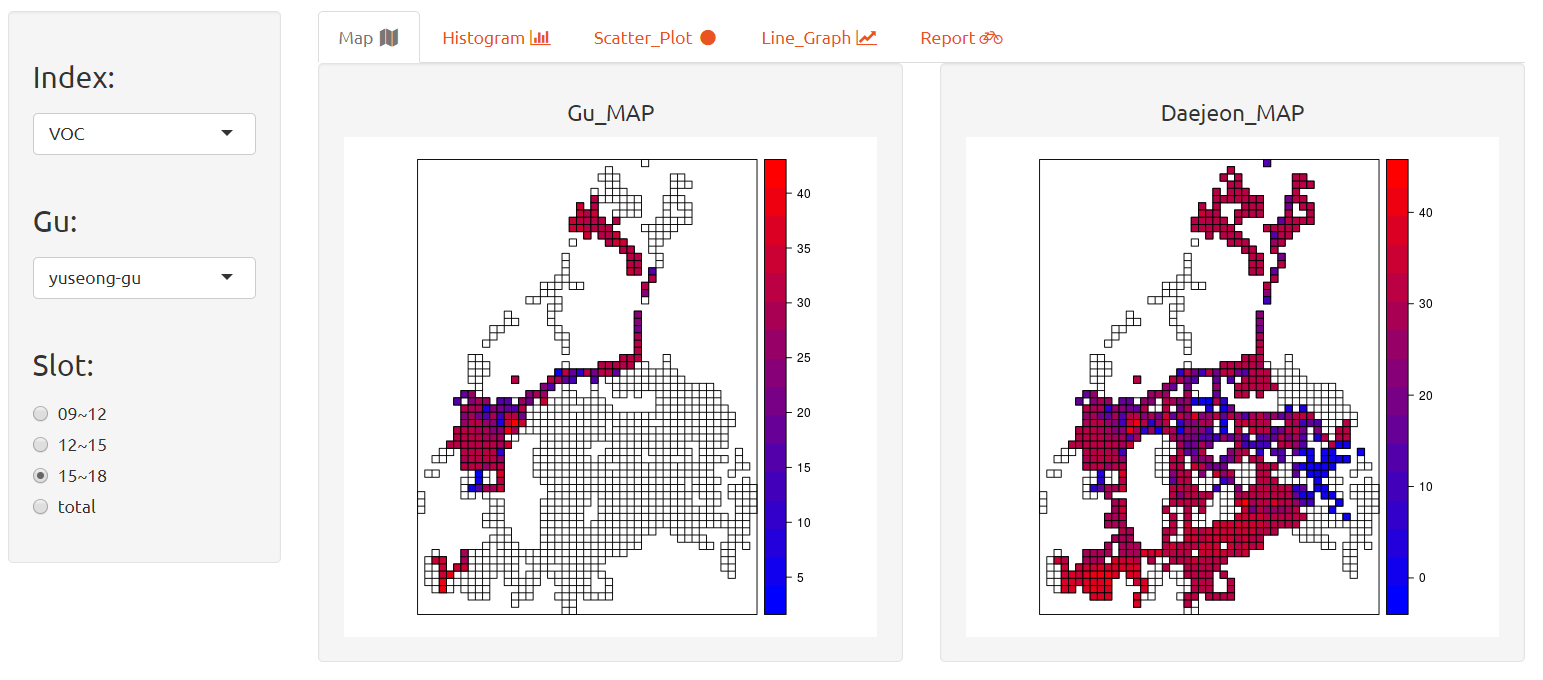 Index:
VOC
Gu:
yuseong-gu
Slot:
09~12
12~15
15~18
total
Map Histogram Scatter_Plot Line_Graph Report
Gu_MAP
40
35
30
25
20
15
10
5
Daejeon_MAP
40
30
20
10
0